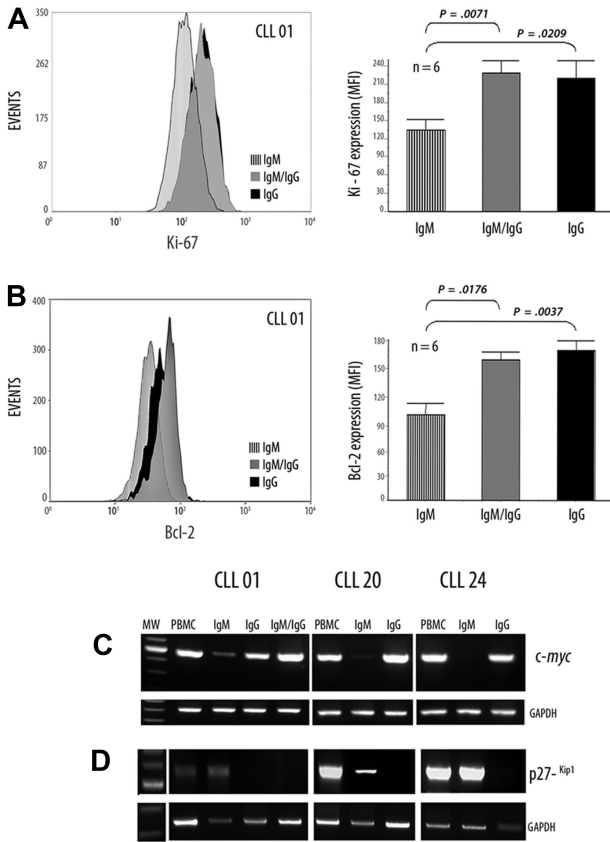 A
350
262
175
87
0
EVENTS
CLL 01
IgM
IgM/IgG
IgG
10⁰ 10¹ 10² 10³ 10⁴
Ki-67
P = .0071
P = .0209
n = 6
240
210
180
150
120
90
60
30
0
Ki - 67 expression (MFI)
IgM IgM/IgG IgG
B
400
300
200
100
0
EVENTS
CLL 01
IgM
IgM/IgG
IgG
10⁰ 10¹ 10² 10³ 10⁴
Bcl-2
P = .0176
P = .0037
n = 6
180
150
120
90
60
30
0
Bcl-2 expression (MFI)
IgM IgM/IgG IgG
CLL 01 CLL 20 CLL 24
MW PBMC IgM IgG IgM/IgG PBMC IgM IgG PBMC IgM IgG
C
c-myc
GAPDH
D
p27-Kip1
GAPDH